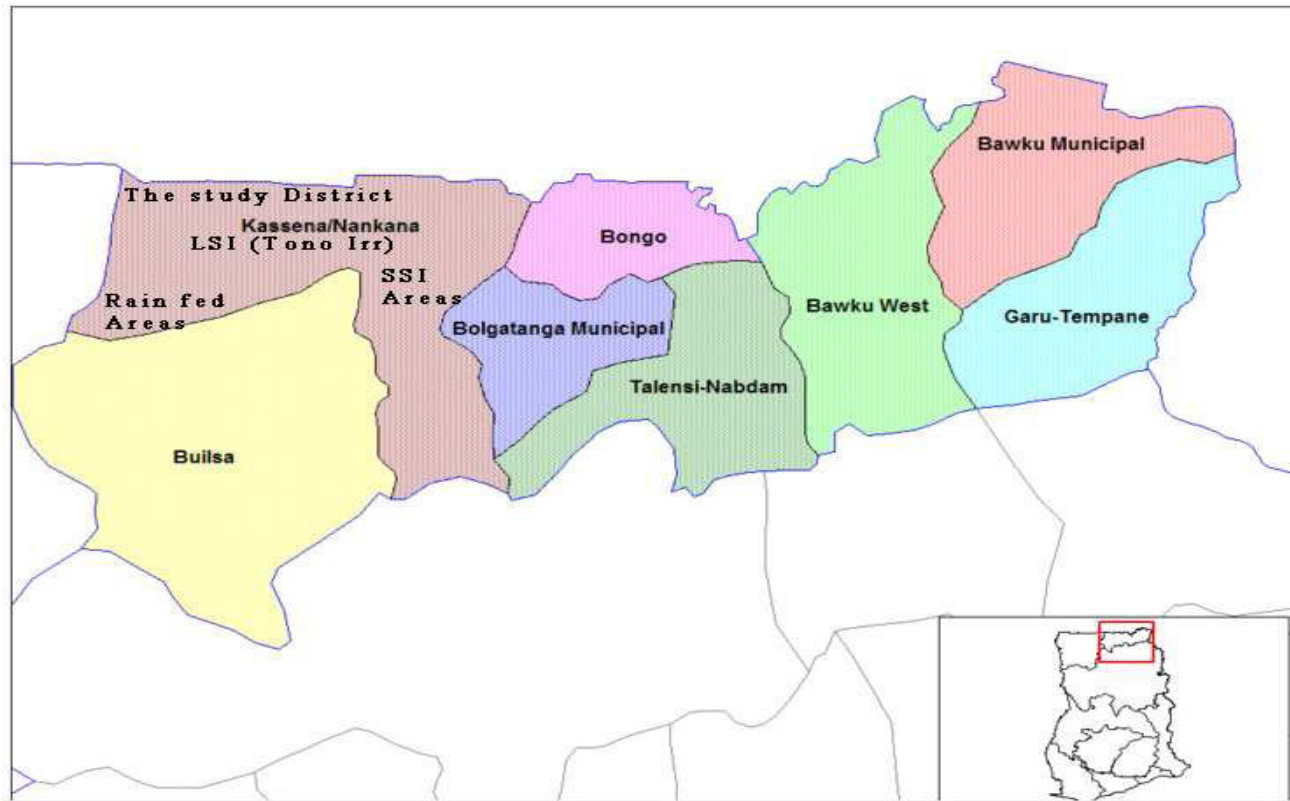 The study District
Kassena/Nankana
LSI (Tono Irr)
Rain fed
Areas
SSI
Areas
Bongo
Bolgatanga Municipal
Talensi-Nabdam
Builsa
Bawku West
Bawku Municipal
Garu-Tempane